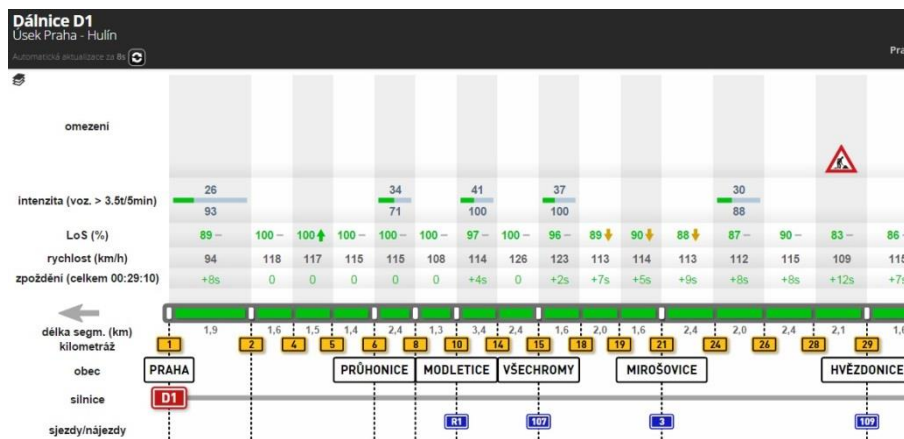 Dálnice D1
Úsek Praha - Hulín
Automatická aktualizace za 8s
Pra
omezení
26 34 41 37 30
intenzita (voz. > 3.5t/5min)
93 71 100 100 88
LoS (%) 89 – 100 – 100 100 – 100 – 100 – 97 – 100 – 96 – 89 90 88 87 – 90 – 83 – 86 –
rychlost (km/h) 94 118 117 115 115 108 114 126 123 113 114 113 112 115 109 115
zpoždění (celkem 00:29:10) +8s 0 0 0 0 0 +4s 0 +2s +7s +5s +9s +8s +8s +12s +7s
délka segm. (km) 1,9 1,6 1,5 1,4 2,4 1,3 3,4 2,4 1,6 2,0 1,6 2,4 2,0 2,4 2,1 1,6
kilometráž 1 2 4 5 6 8 10 14 15 18 19 21 24 26 28 29
obec PRAHA PRŮHONICE MODLETICE VŠECHROMY MIROŠOVICE HVĚZDONICE
silnice D1
sjezdy/nájezdy R1 107 3 109